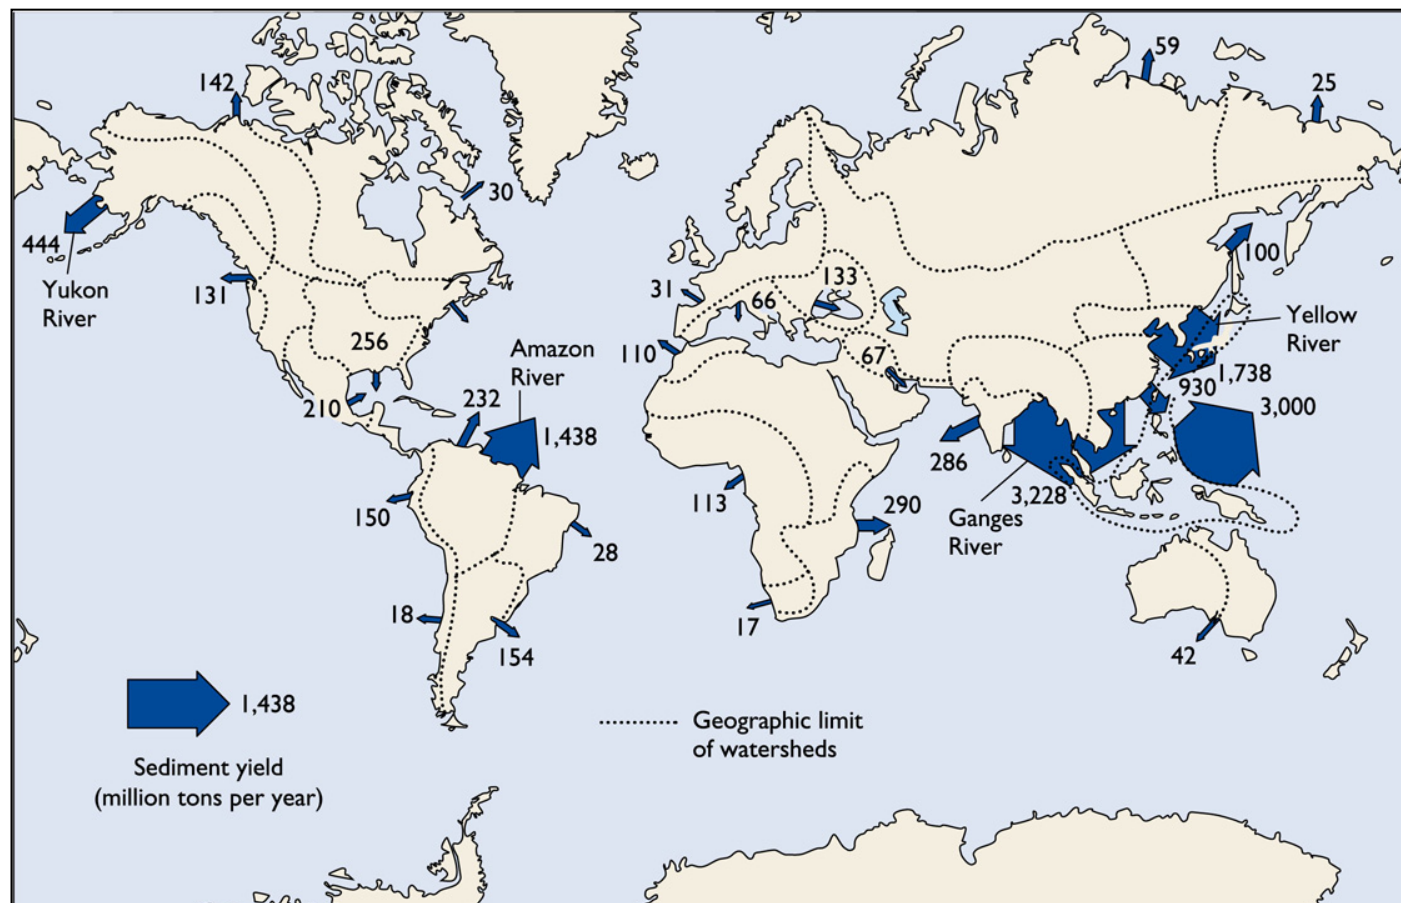 59
142
25
30
444
100
Yukon
River
131
31
66
133
Yellow
River
256
110
67
Amazon
River
1,738
930
210
232
1,438
3,000
286
3,228
Ganges
River
150
113
290
28
18
17
154
42
1,438
Sediment yield
(million tons per year)
Geographic limit
of watersheds